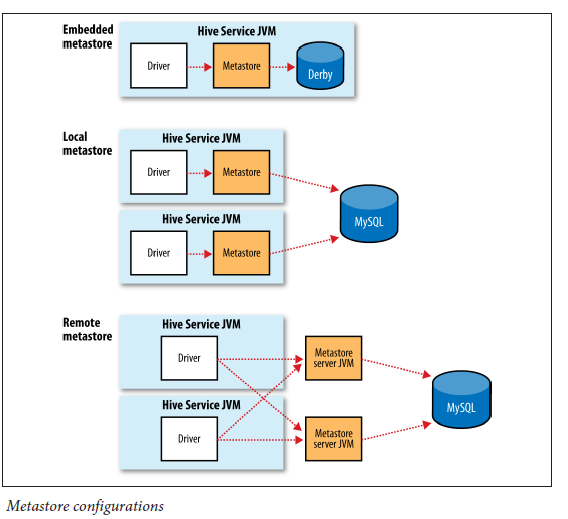 Embedded
metastore
Hive Service JVM
Driver
Metastore
Derby
Local
metastore
Hive Service JVM
Driver
Metastore
Hive Service JVM
Driver
Metastore
MySQL
Remote
metastore
Hive Service JVM
Driver
Metastore
server JVM
Hive Service JVM
Driver
Metastore
server JVM
MySQL
Metastore configurations